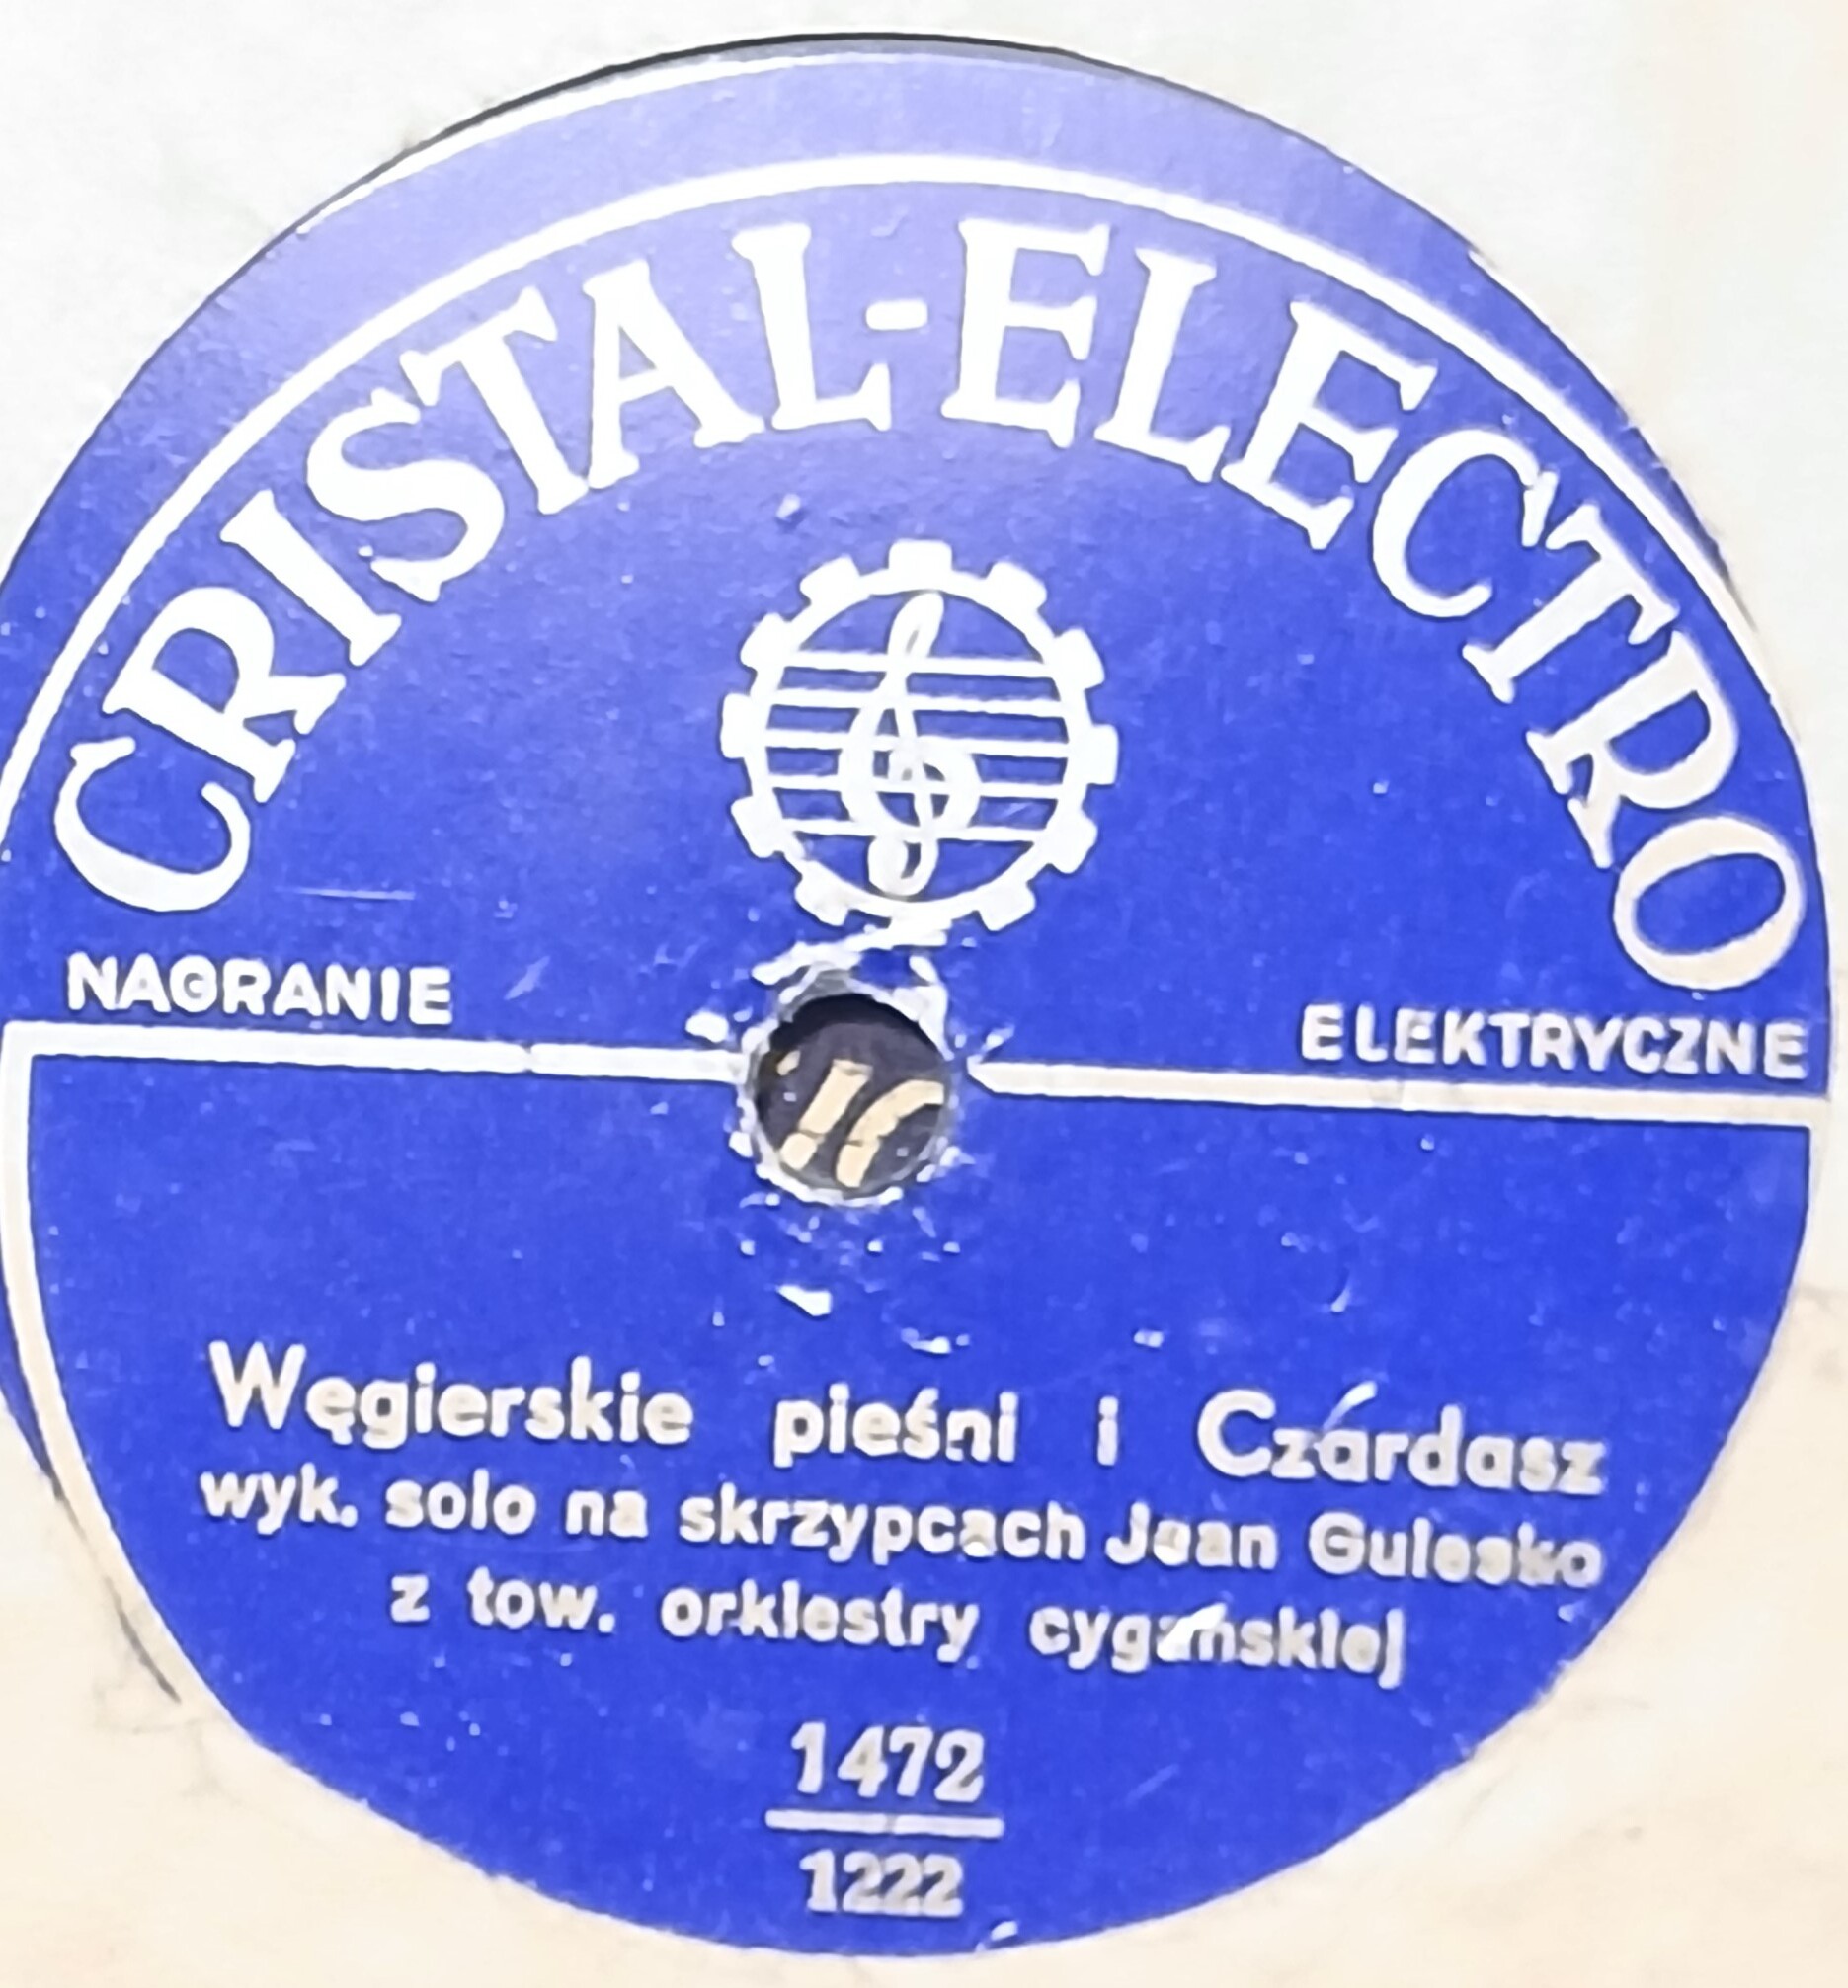 CRISTAL-ELECTRO
NAGRANIE ELEKTRYCZNE
Węgierskie pieśni i Czárdasz
wyk. solo na skrzypcach Jean Gulesko
z tow. orkiestry cygańskiej
1472
1222